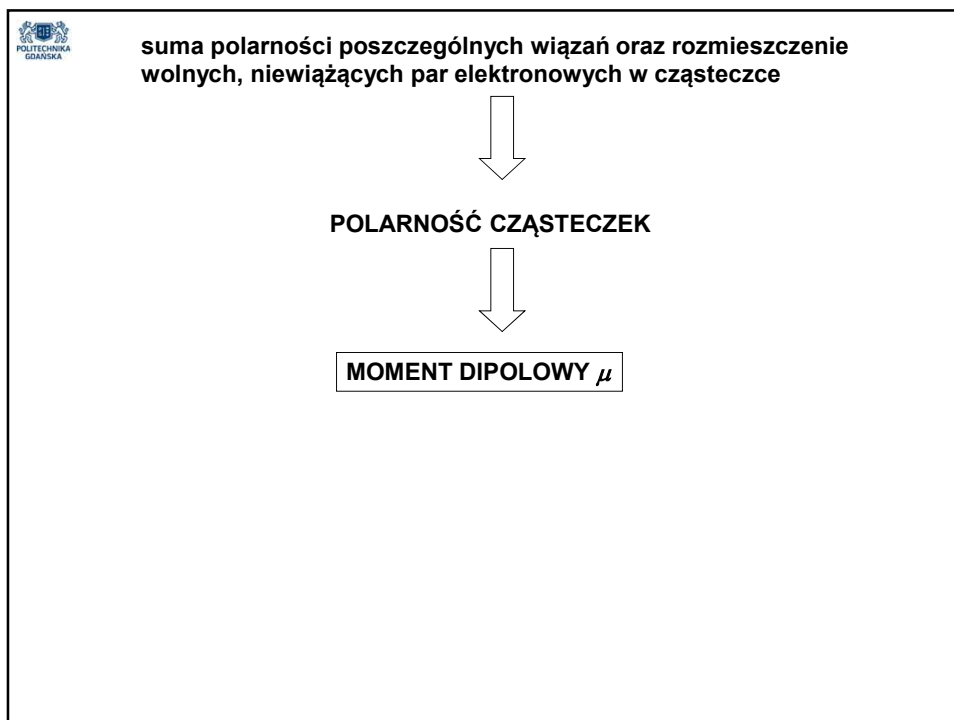 POLITECHNIKA
GDAŃSKA
suma polarności poszczególnych wiązań oraz rozmieszczenie
wolnych, niewiążących par elektronowych w cząsteczce
POLARNOŚĆ CZĄSTECZEK
MOMENT DIPOLOWY μ